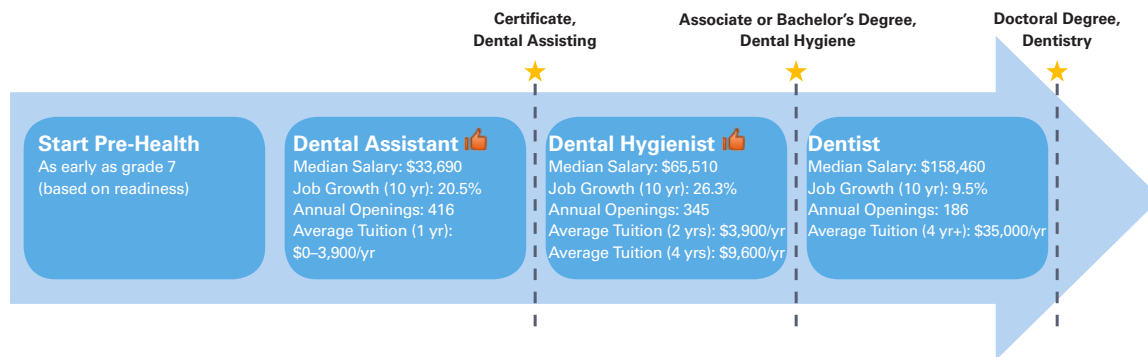 Certificate,
Dental Assisting
Associate or Bachelor’s Degree,
Dental Hygiene
Doctoral Degree,
Dentistry
Start Pre-Health
As early as grade 7
(based on readiness)
Dental Assistant
Median Salary: $33,690
Job Growth (10 yr): 20.5%
Annual Openings: 416
Average Tuition (1 yr):
$0–3,900/yr
Dental Hygienist
Median Salary: $65,510
Job Growth (10 yr): 26.3%
Annual Openings: 345
Average Tuition (2 yrs): $3,900/yr
Average Tuition (4 yrs): $9,600/yr
Dentist
Median Salary: $158,460
Job Growth (10 yr): 9.5%
Annual Openings: 186
Average Tuition (4 yr+): $35,000/yr